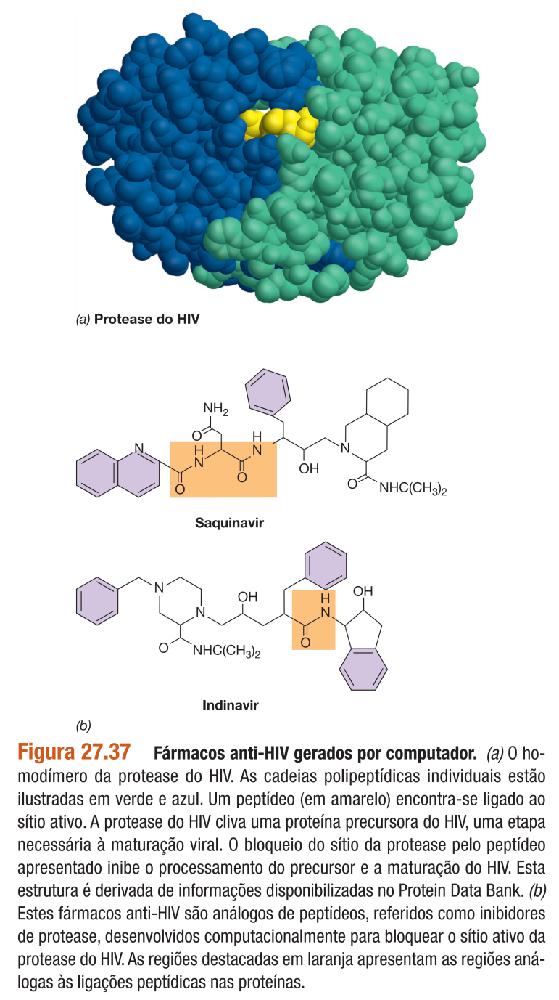 (a) Protease do HIV
NH₂
O
H
N
N
H
N
O
O
OH
N
O
NHC(CH₃)₂
Saquinavir
N
OH
H
N
OH
N
O
O
NHC(CH₃)₂
Indinavir
(b)
Figura 27.37 Fármacos anti-HIV gerados por computador. (a) O ho-
modímero da protease do HIV. As cadeias polipeptídicas individuais estão
ilustradas em verde e azul. Um peptídeo (em amarelo) encontra-se ligado ao
sítio ativo. A protease do HIV cliva uma proteína precursora do HIV, uma etapa
necessária à maturação viral. O bloqueio do sítio da protease pelo peptídeo
apresentado inibe o processamento do precursor e a maturação do HIV. Esta
estrutura é derivada de informações disponibilizadas no Protein Data Bank. (b)
Estes fármacos anti-HIV são análogos de peptídeos, referidos como inibidores
de protease, desenvolvidos computacionalmente para bloquear o sítio ativo da
protease do HIV. As regiões destacadas em laranja apresentam as regiões aná-
logas às ligações peptídicas nas proteínas.